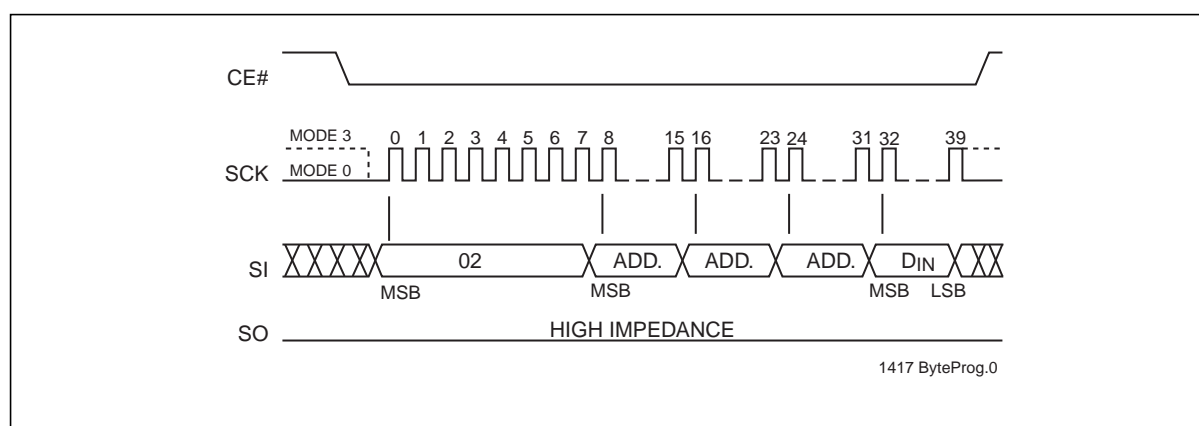 CE#
MODE 3
0 1 2 3 4 5 6 7 8 15 16 23 24 31 32 39
SCK
MODE 0
SI
02
ADD.
ADD.
ADD.
DIN
MSB
MSB
MSB
LSB
SO
HIGH IMPEDANCE
1417 ByteProg.0